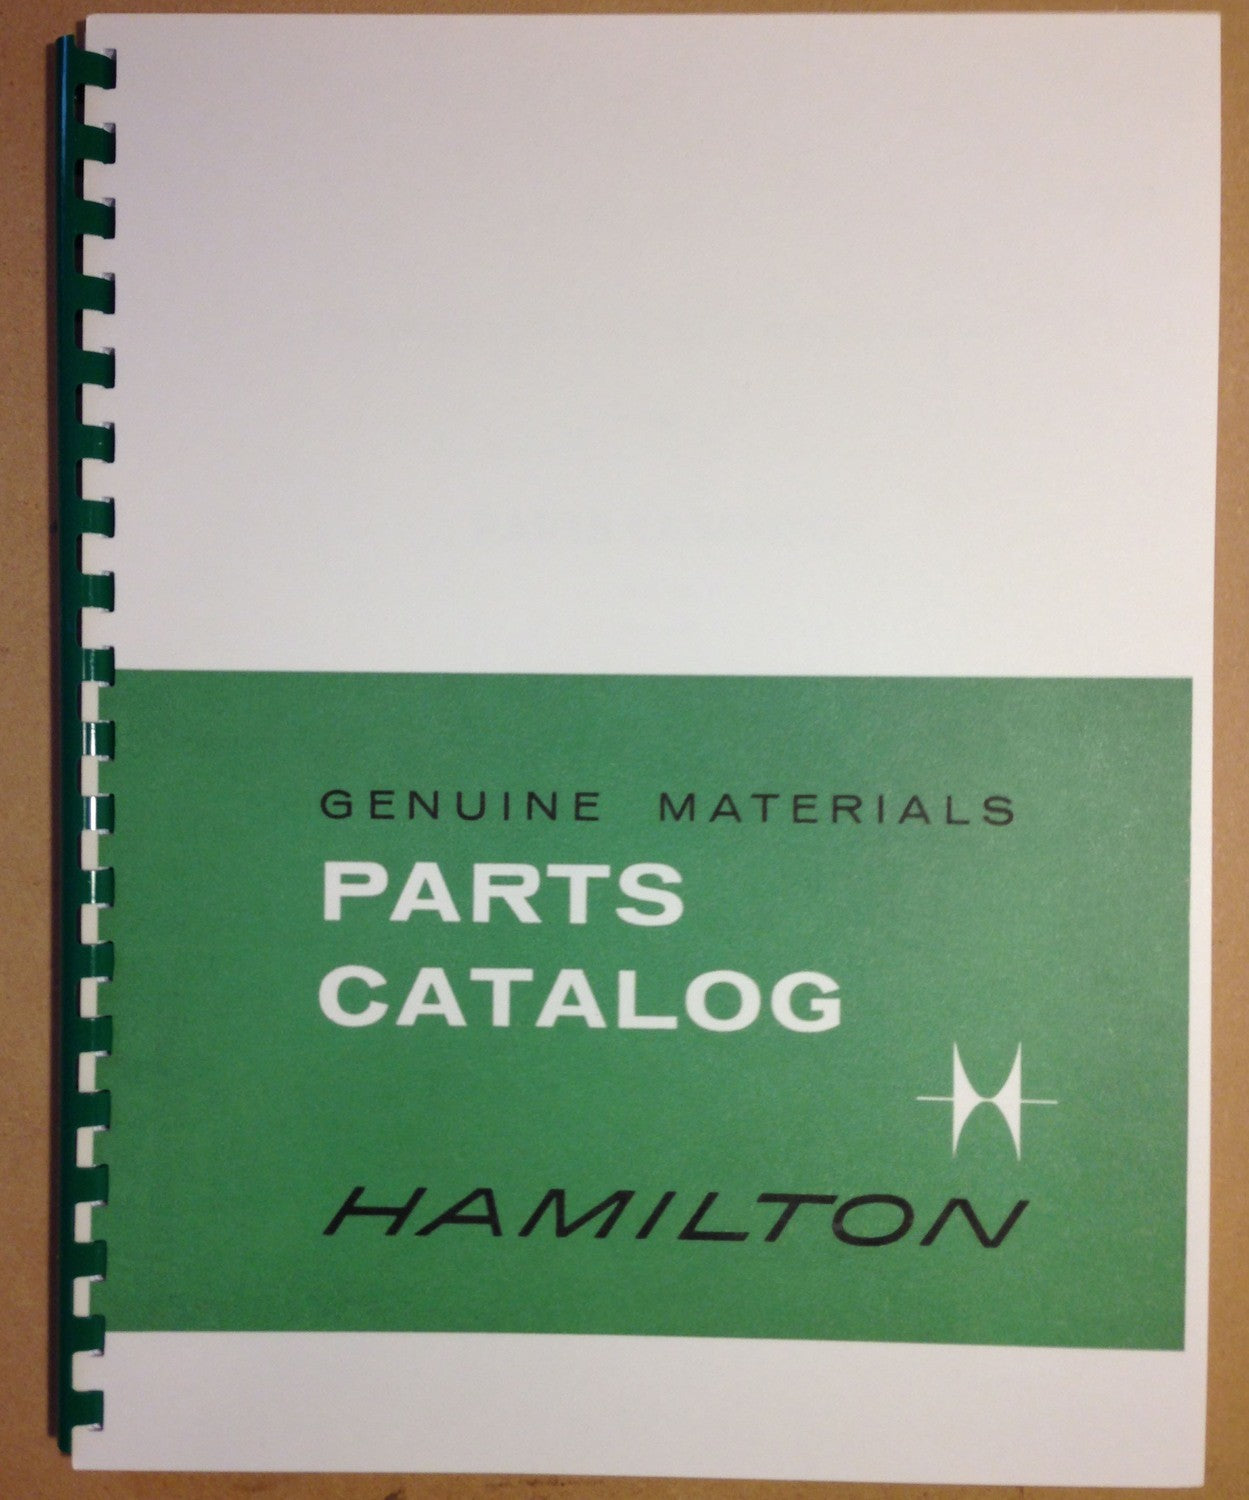 GENUINE MATERIALS
PARTS
CATALOG
HAMILTON